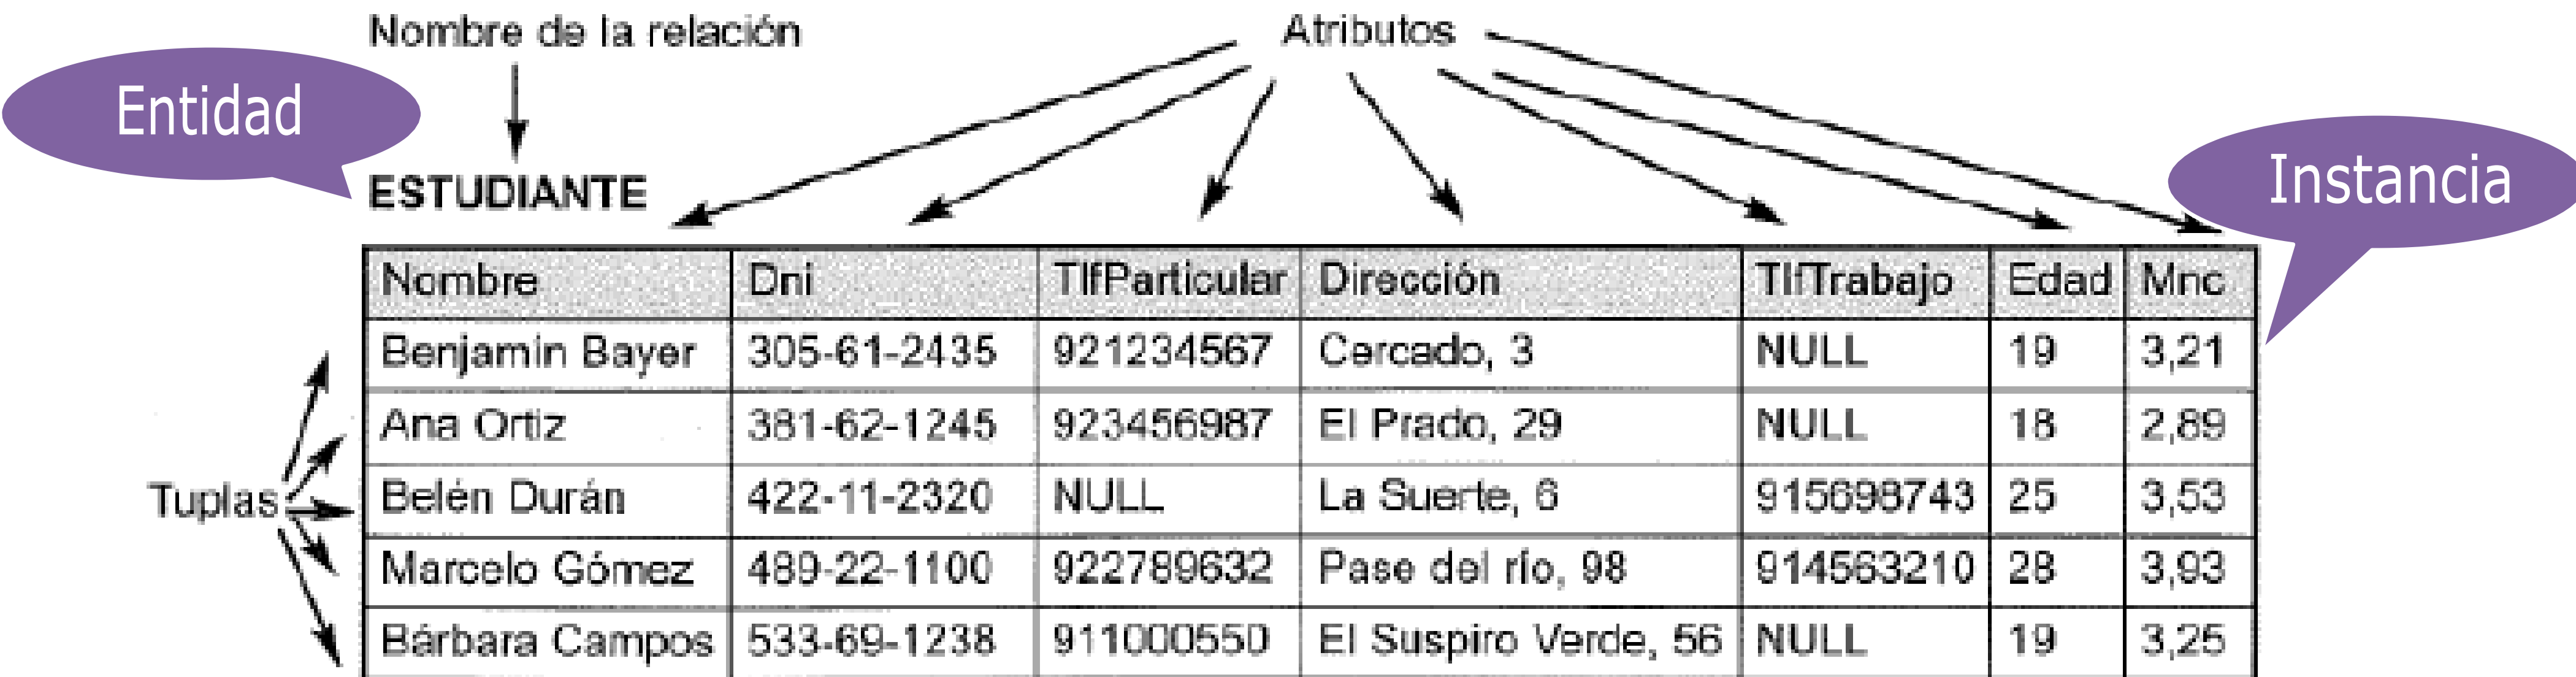 Nombre de la relación
Atributos
Entidad
Instancia
ESTUDIANTE
Nombre Dni TlfParticular Dirección TlfTrabajo Edad Mnc
Benjamin Bayer 305-61-2435 921234567 Cercado, 3 NULL 19 3,21
Ana Ortiz 381-62-1245 923456987 El Prado, 29 NULL 18 2,89
Tuplas
Belén Durán 422-11-2320 NULL La Suerte, 6 915698743 25 3,53
Marcelo Gómez 489-22-1100 922789632 Pase del río, 98 914563210 28 3,93
Bárbara Campos 533-69-1238 911000550 El Suspiro Verde, 56 NULL 19 3,25